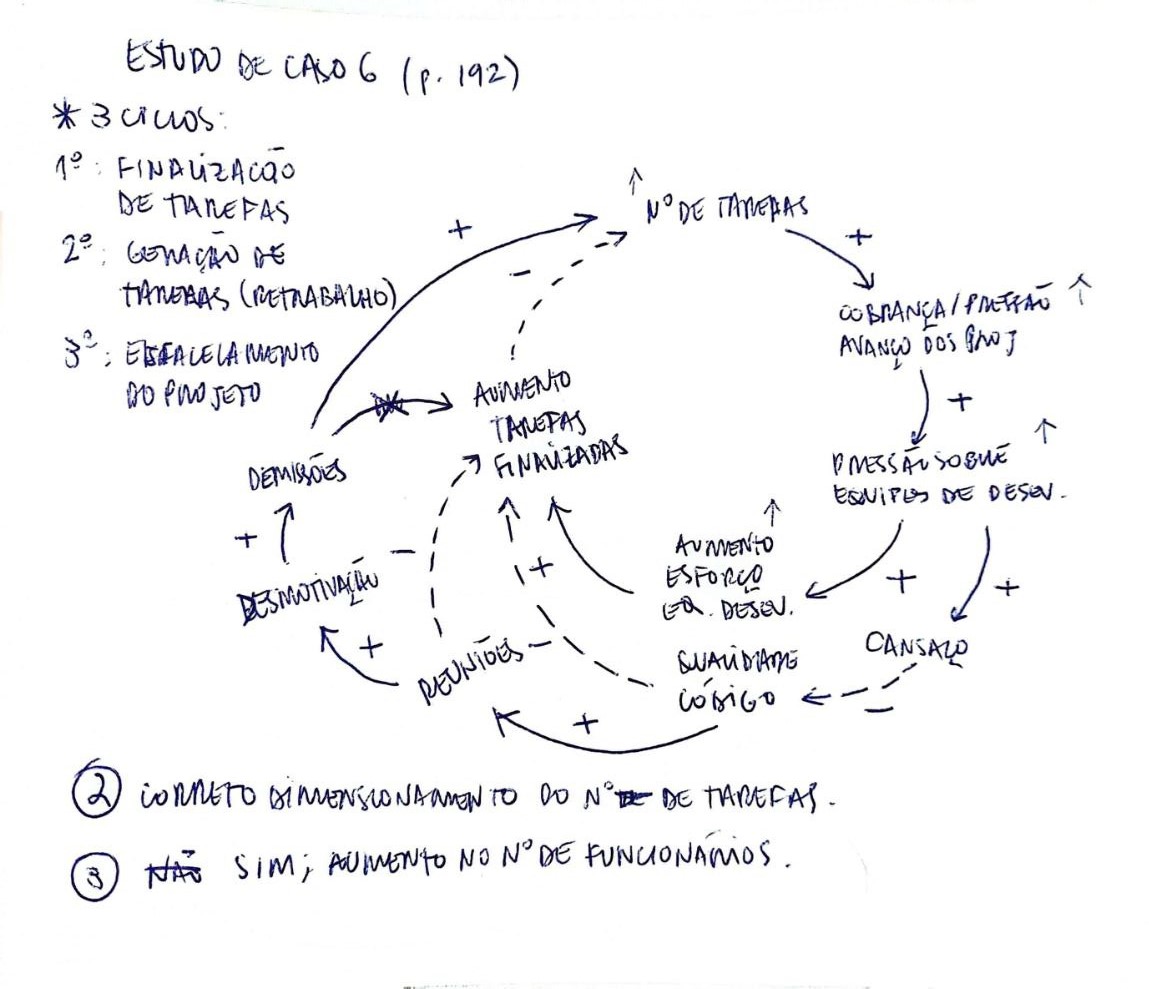 ESTUDO DE CASO 6 (p. 192)
* 3 CICLOS:
1º: FINALIZAÇÃO
DE TAREFAS
2º: GERAÇÃO DE
TAREFAS (RETRABALHO)
3º: ESFACELAMENTO
DO PROJETO
↑
Nº DE TAREFAS
+
+
-
COBRANÇA/PRESSÃO ↑
AVANÇO DOS PROJ
+
PRESSÃO SOBRE ↑
EQUIPES DE DESEV.
AUMENTO
TAREFAS
FINALIZADAS
DEMISSÕES
+
DESMOTIVAÇÃO
-
+
↑
AUMENTO
ESFORÇO
EQ. DESEV.
+
+
+
CANSAÇO
-
QUALIDADE
CÓDIGO
REUNIÕES -
+
② CORRETO DIMENSIONAMENTO DO Nº DE TAREFAS.
③ NÃO SIM; AUMENTO NO Nº DE FUNCIONÁRIOS.